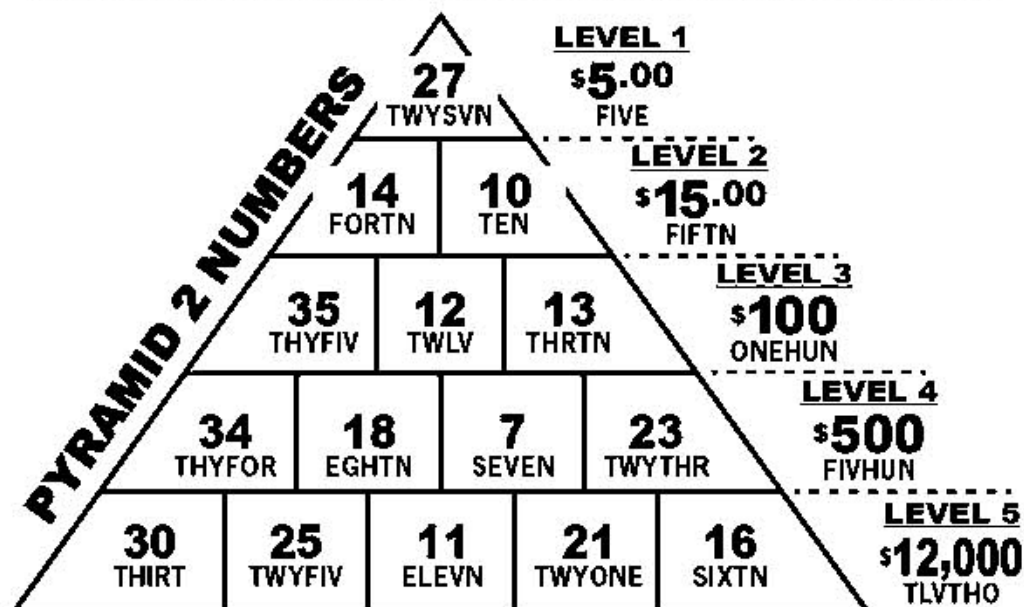 PYRAMID 2 NUMBERS
27
TWYSVN
LEVEL 1
$5.00
FIVE
14 10
FORTN TEN
LEVEL 2
$15.00
FIFTN
35 12 13
THYFIV TWLV THRTN
LEVEL 3
$100
ONEHUN
34 18 7 23
THYFOR EGHTN SEVEN TWYTHR
LEVEL 4
$500
FIVHUN
30 25 11 21 16
THIRT TWYFIV ELEVN TWYONE SIXTN
LEVEL 5
$12,000
TLVTHO